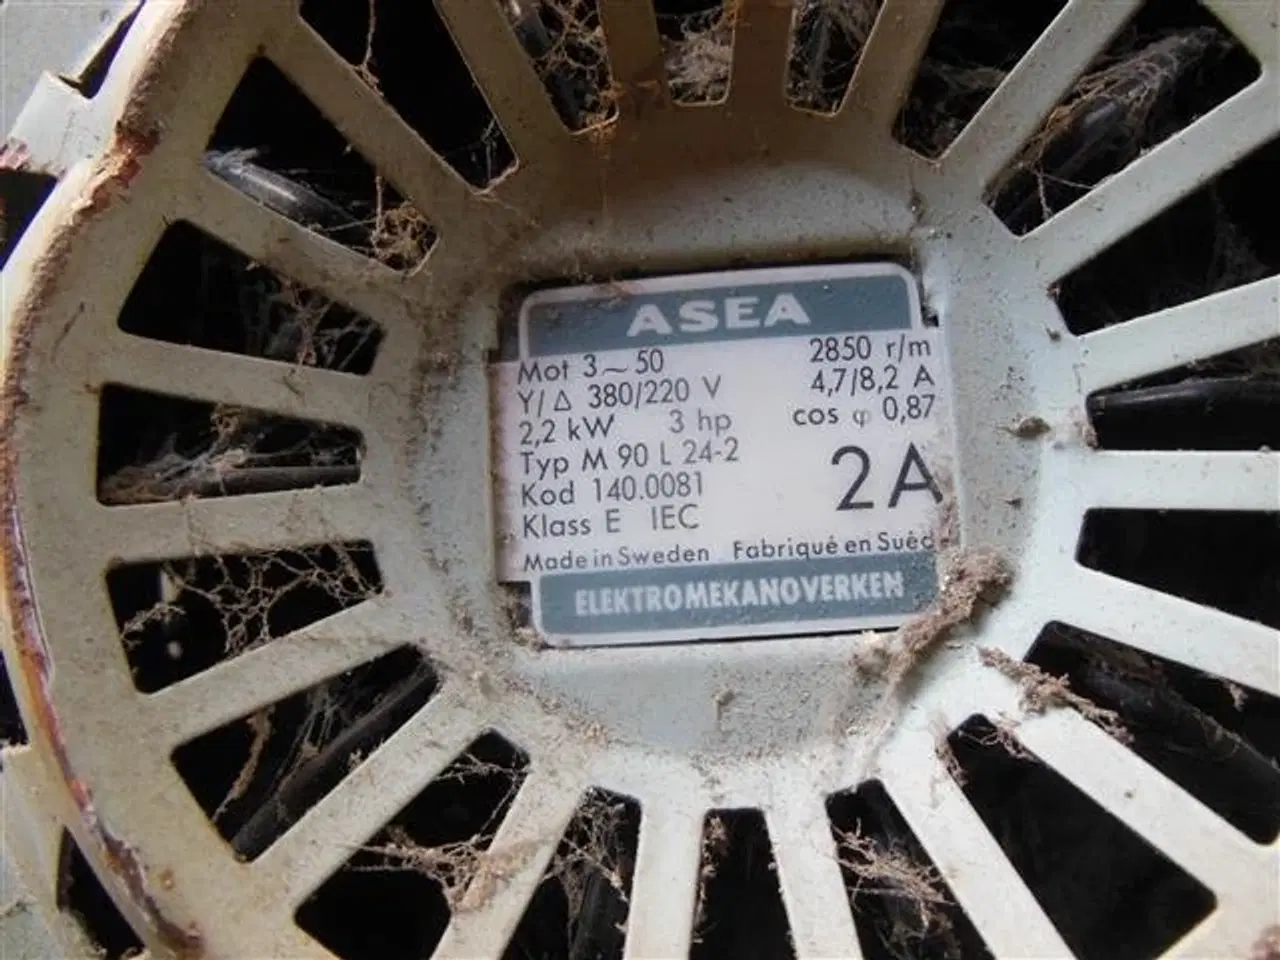 ASEA
Mot 3~50 2850 r/m
Y/Δ 380/220 V 4,7/8,2 A
2,2 kW 3 hp cos φ 0,87
Typ M 90 L 24-2
Kod 140.0081 2A
Klass E IEC
Made in Sweden Fabriqué en Suèd
ELEKTROMEKANOVERKEN